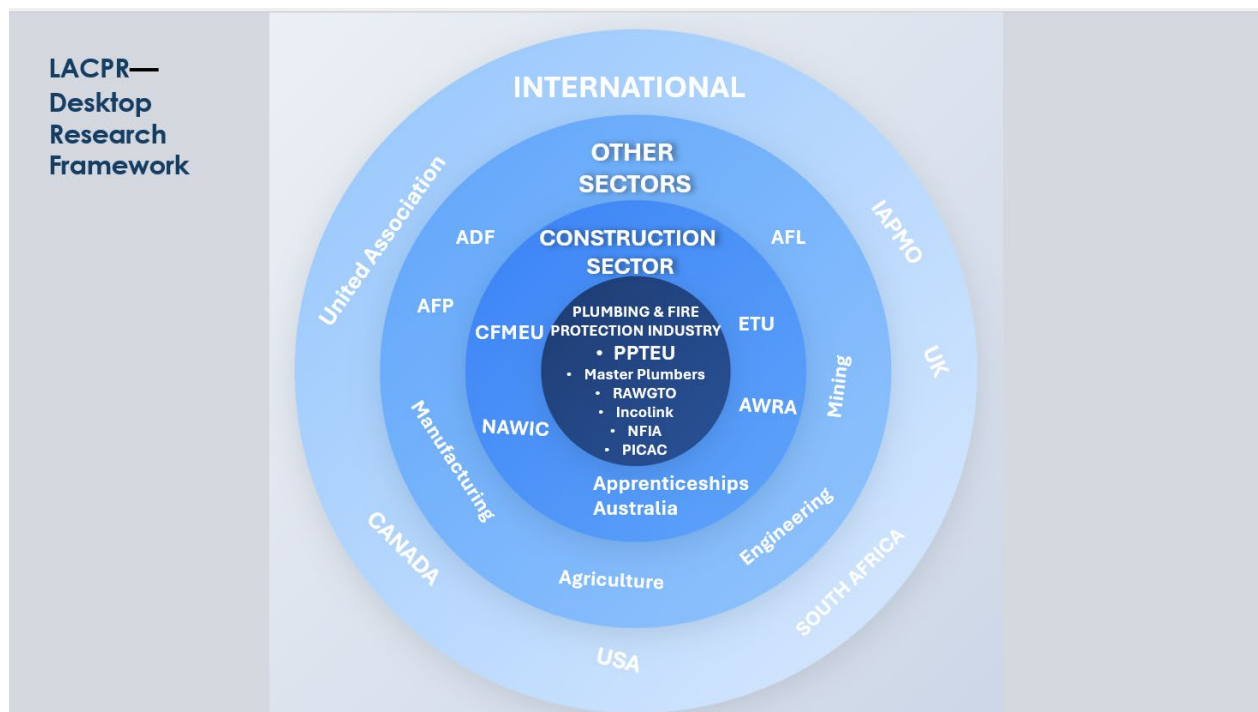 LACPR—
Desktop
Research
Framework
INTERNATIONAL
United Association
IAPMO
UK
SOUTH AFRICA
USA
CANADA
OTHER
SECTORS
ADF
AFL
AFP
Mining
Manufacturing
Engineering
Agriculture
CONSTRUCTION
SECTOR
CFMEU
ETU
NAWIC
AWRA
Apprenticeships
Australia
PLUMBING & FIRE
PROTECTION INDUSTRY
• PPTEU
• Master Plumbers
• RAWGTO
• Incolink
• NFIA
• PICAC